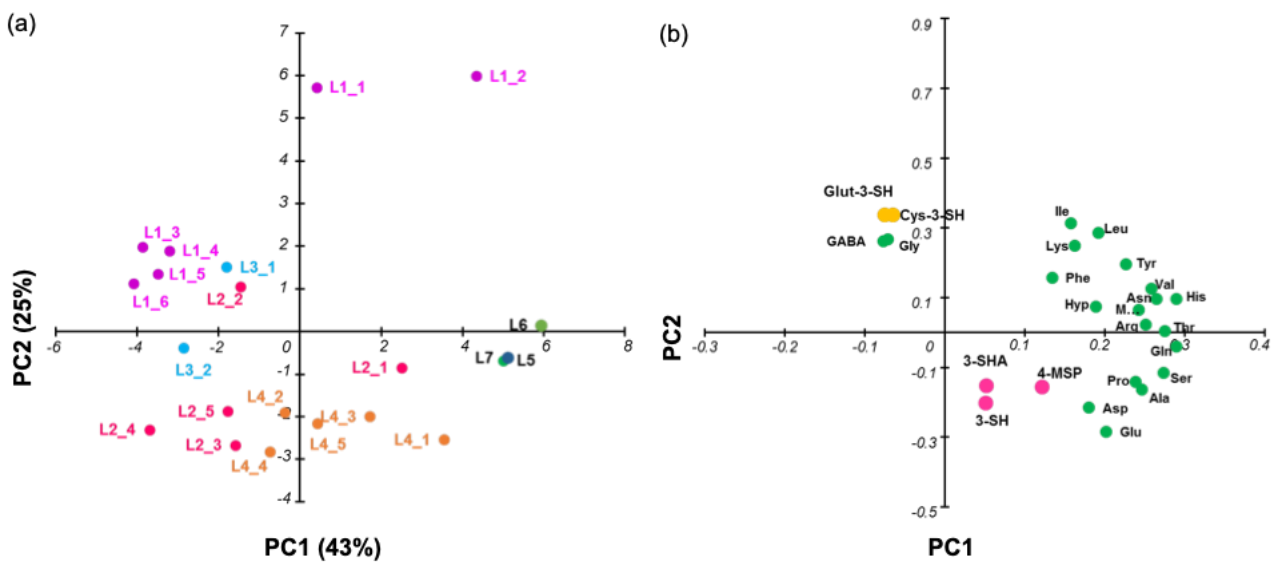 (a)
7
6
5
4
3
2
1
-1
-2
-3
-4
-6
-4
-2
0
2
4
6
8
L1_1
L1_2
L1_3
L1_4
L1_5
L1_6
L3_1
L2_2
L3_2
L6
L7
L5
L2_1
L4_2
L2_5
L4_3
L2_4
L2_3
L4_5
L4_1
L4_4
PC2 (25%)
PC1 (43%)
(b)
0.9
0.7
0.5
0.3
0.1
-0.1
-0.3
-0.5
-0.3
-0.2
-0.1
0
0.1
0.2
0.3
0.4
Glut-3-SH
Cys-3-SH
GABA
Gly
Ile
Leu
Lys
Tyr
Phe
Val
Asn
His
Hyp
M...
Arg
Thr
Gln
3-SHA
4-MSP
Pro
Ser
Ala
3-SH
Asp
Glu
PC2
PC1